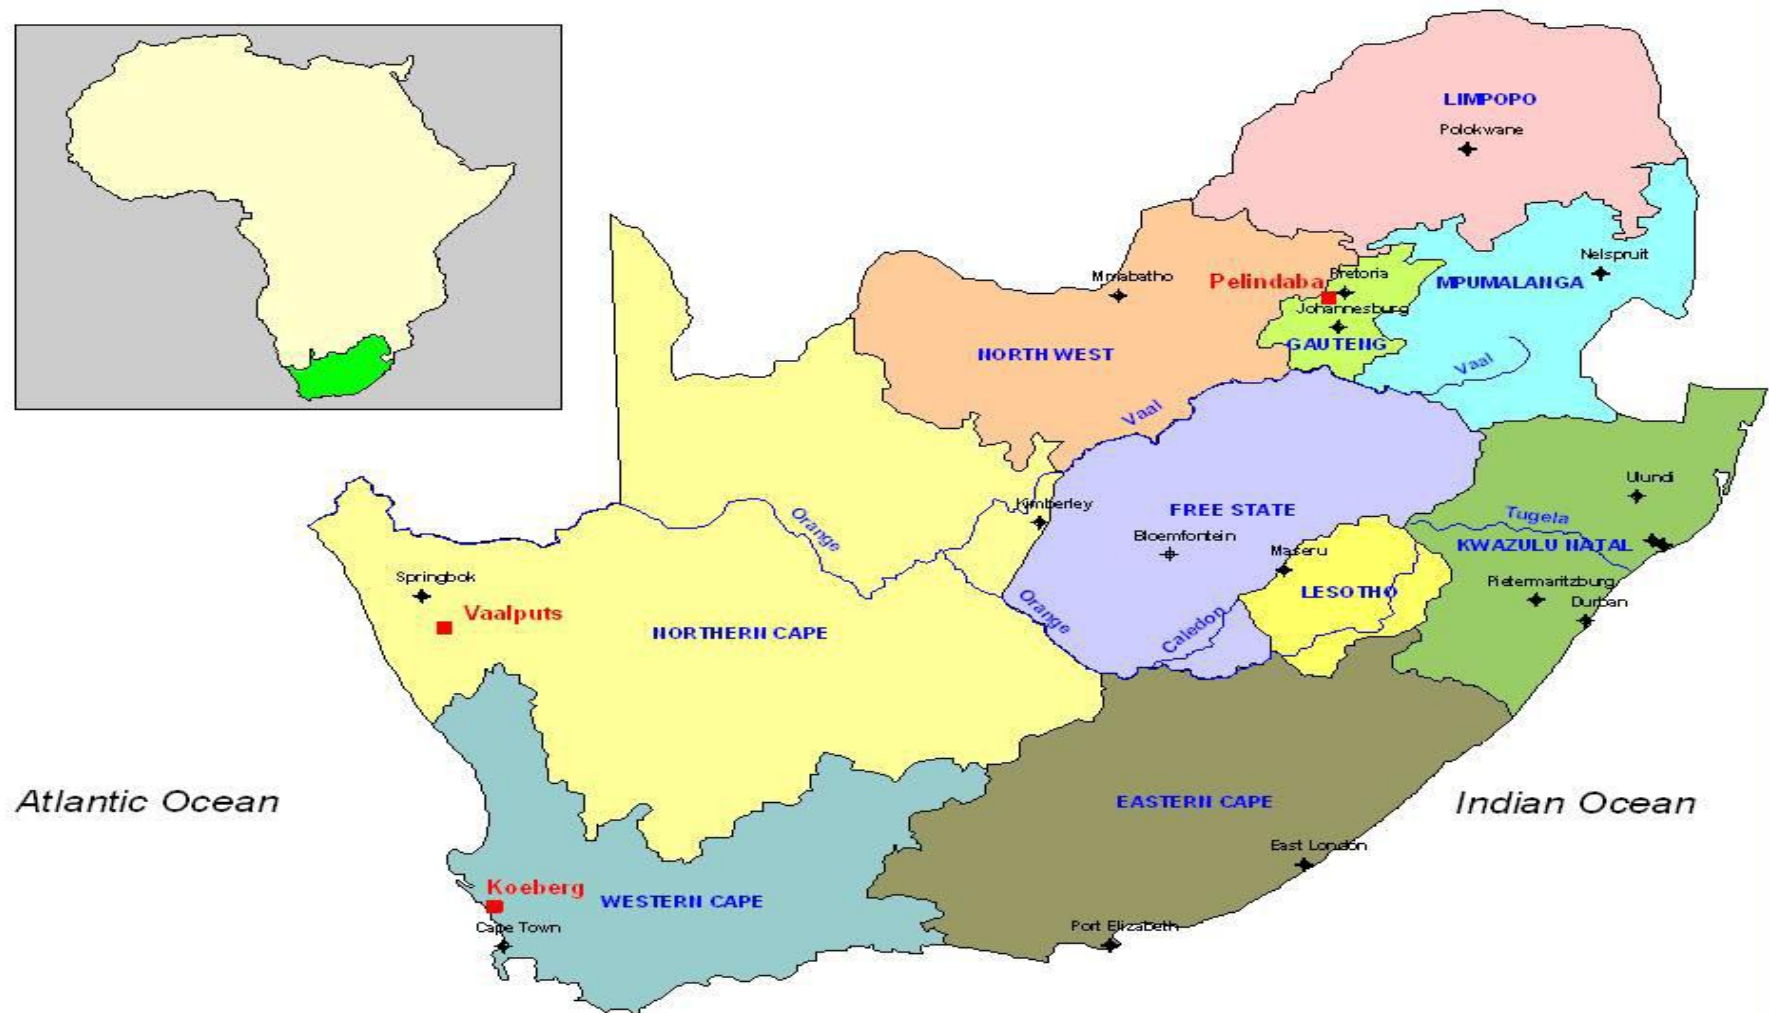 LIMPOPO
Polokwane
Nelspruit
Mmabatho
Pelindaba
Pretoria
MPUMALANGA
Johannesburg
GAUTENG
NORTH WEST
Vaal
Vaal
Ulundi
Kimberley
FREE STATE
Orange
Tugela
Bloemfontein
Maseru
KWAZULU NATAL
Springbok
Pietermaritzburg
LESOTHO
Durban
Vaalputs
Orange
Caledon
NORTHERN CAPE
Atlantic Ocean
EASTERN CAPE
Indian Ocean
East London
Koeberg
WESTERN CAPE
Cape Town
Port Elizabeth